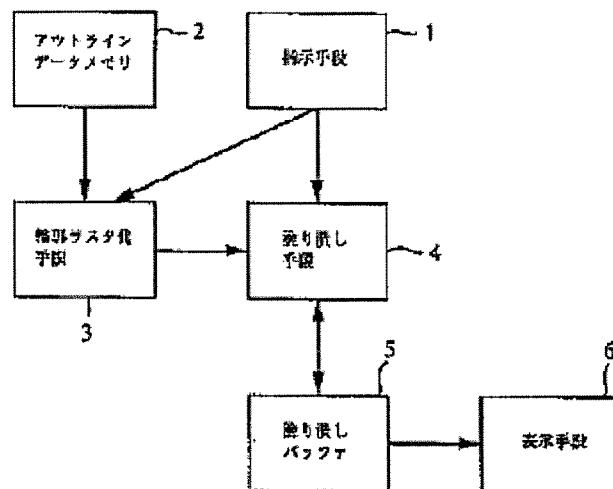 アウトライン
データメモリ
2
指示手段
1
輪郭ラスタ化
手段
3
塗り潰し
手段
4
塗り潰し
バッファ
5
表示手段
6